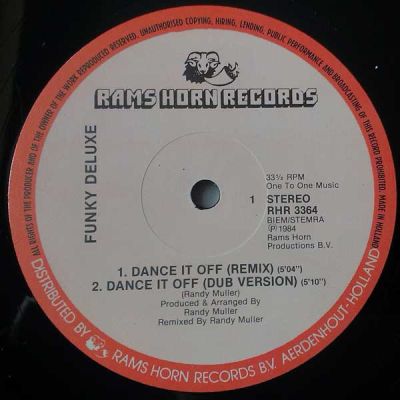 ALL RIGHTS OF THE PRODUCER AND OF THE OWNER OF THE WORK REPRODUCED RESERVED. UNAUTHORISED COPYING, HIRING, LENDING, PUBLIC PERFORMANCE AND BROADCASTING OF THIS RECORD PROHIBITED. MADE IN HOLLAND
RAMS HORN RECORDS
FUNKY DELUXE
33⅓ RPM
One To One Music
1 STEREO
RHR 3364
BIEM/STEMRA
Ⓟ 1984
Rams Horn
Productions B.V.
1. DANCE IT OFF (REMIX) (5'04")
2. DANCE IT OFF (DUB VERSION) (5'10")
(Randy Muller)
Produced & Arranged By
Randy Muller
Remixed By Randy Muller
DISTRIBUTED BY RAMS HORN RECORDS B.V. AERDENHOUT-HOLLAND